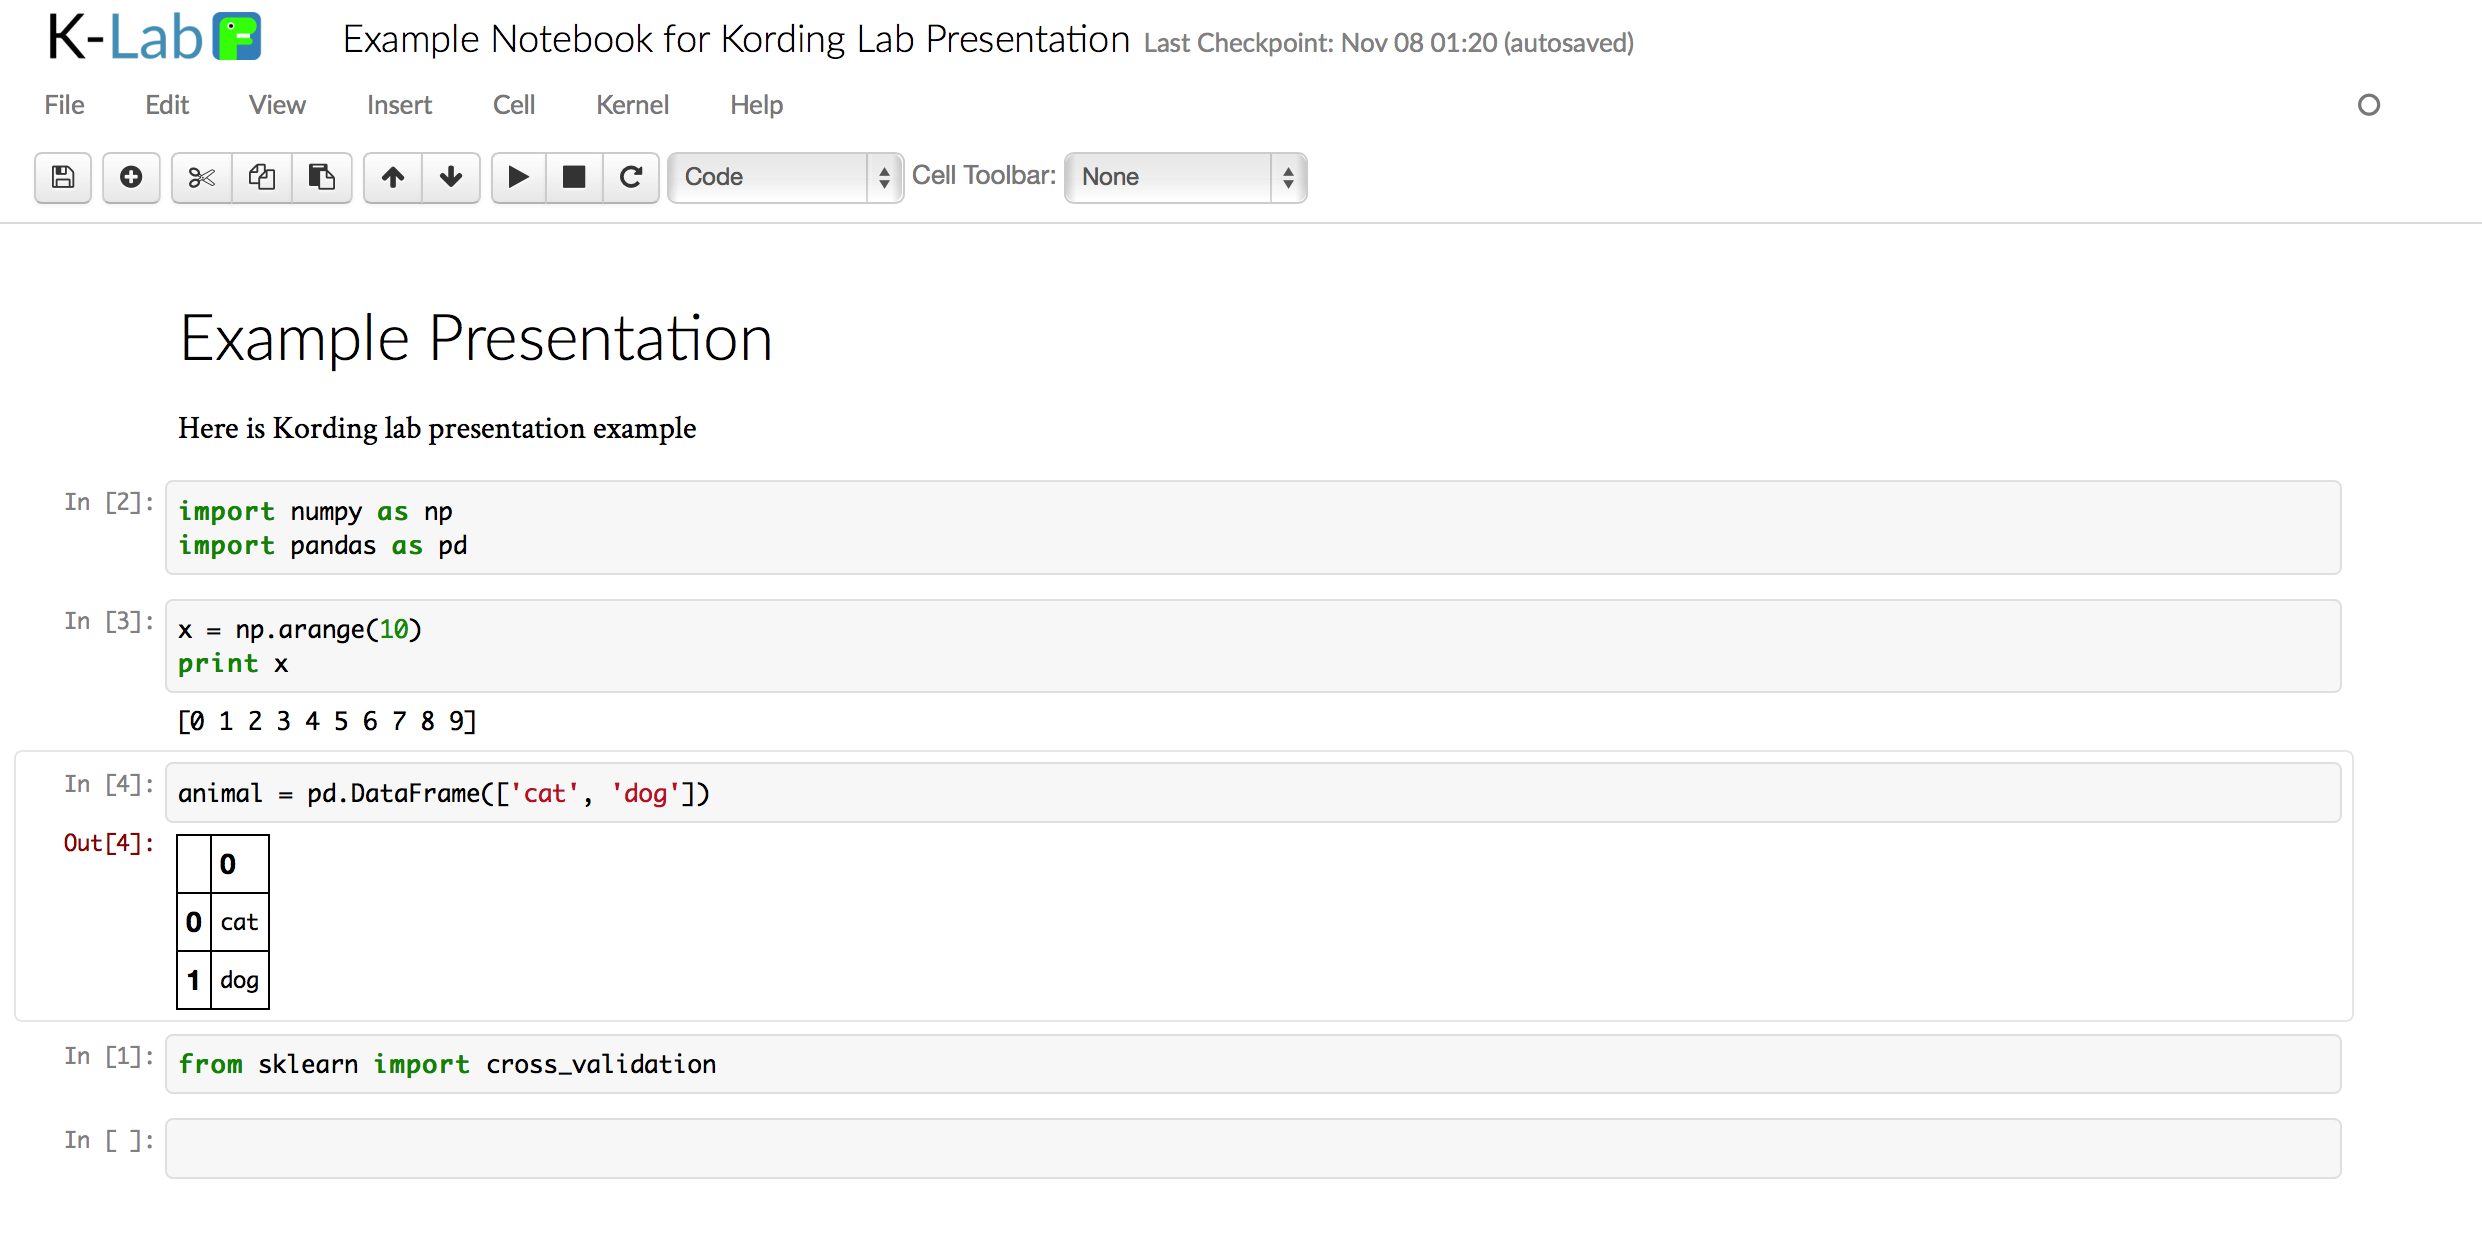 K-Lab
Example Notebook for Kording Lab Presentation Last Checkpoint: Nov 08 01:20 (autosaved)
File Edit View Insert Cell Kernel Help
Code Cell Toolbar: None
Example Presentation
Here is Kording lab presentation example
In [2]: import numpy as np
import pandas as pd
In [3]: x = np.arange(10)
print x
[0 1 2 3 4 5 6 7 8 9]
In [4]: animal = pd.DataFrame(['cat', 'dog'])
Out[4]:
0
0 cat
1 dog
In [1]: from sklearn import cross_validation
In [ ]: